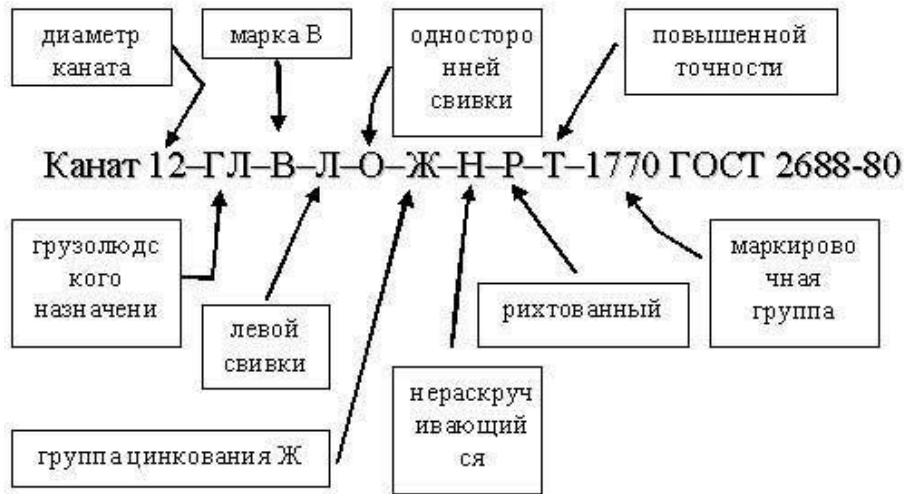 диаметр
каната
марка В
односторо
нней
свивки
повышенной
точности
Канат 12–ГЛ–В–Л–О–Ж–Н–Р–Т–1770 ГОСТ 2688-80
грузолюдс
кого
назначени
левой
свивки
рихтованный
маркирово
чная
группа
группа цинкования Ж
нераскруч
ивающий
ся